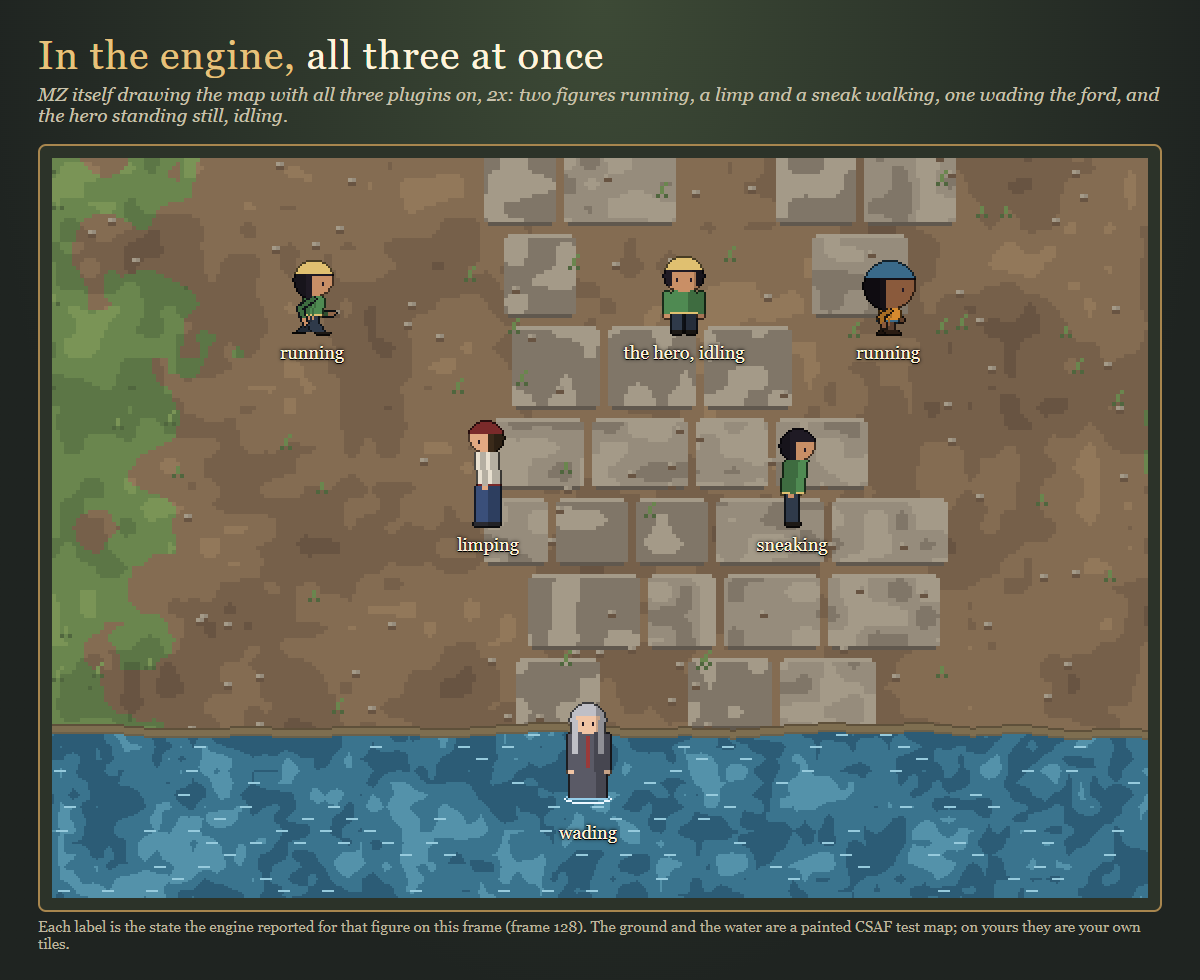 In the engine, all three at once
MZ itself drawing the map with all three plugins on, 2x: two figures running, a limp and a sneak walking, one wading the ford, and
the hero standing still, idling.
running
the hero, idling
running
limping
sneaking
wading
Each label is the state the engine reported for that figure on this frame (frame 128). The ground and the water are a painted CSAF test map; on yours they are your own
tiles.